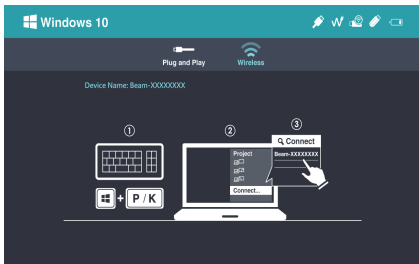 Windows 10
Plug and Play
Wireless
Device Name: Beam-XXXXXXXX
① ② ③
Connect
Project
Beam-XXXXXXXX
Connect...
+ P / K